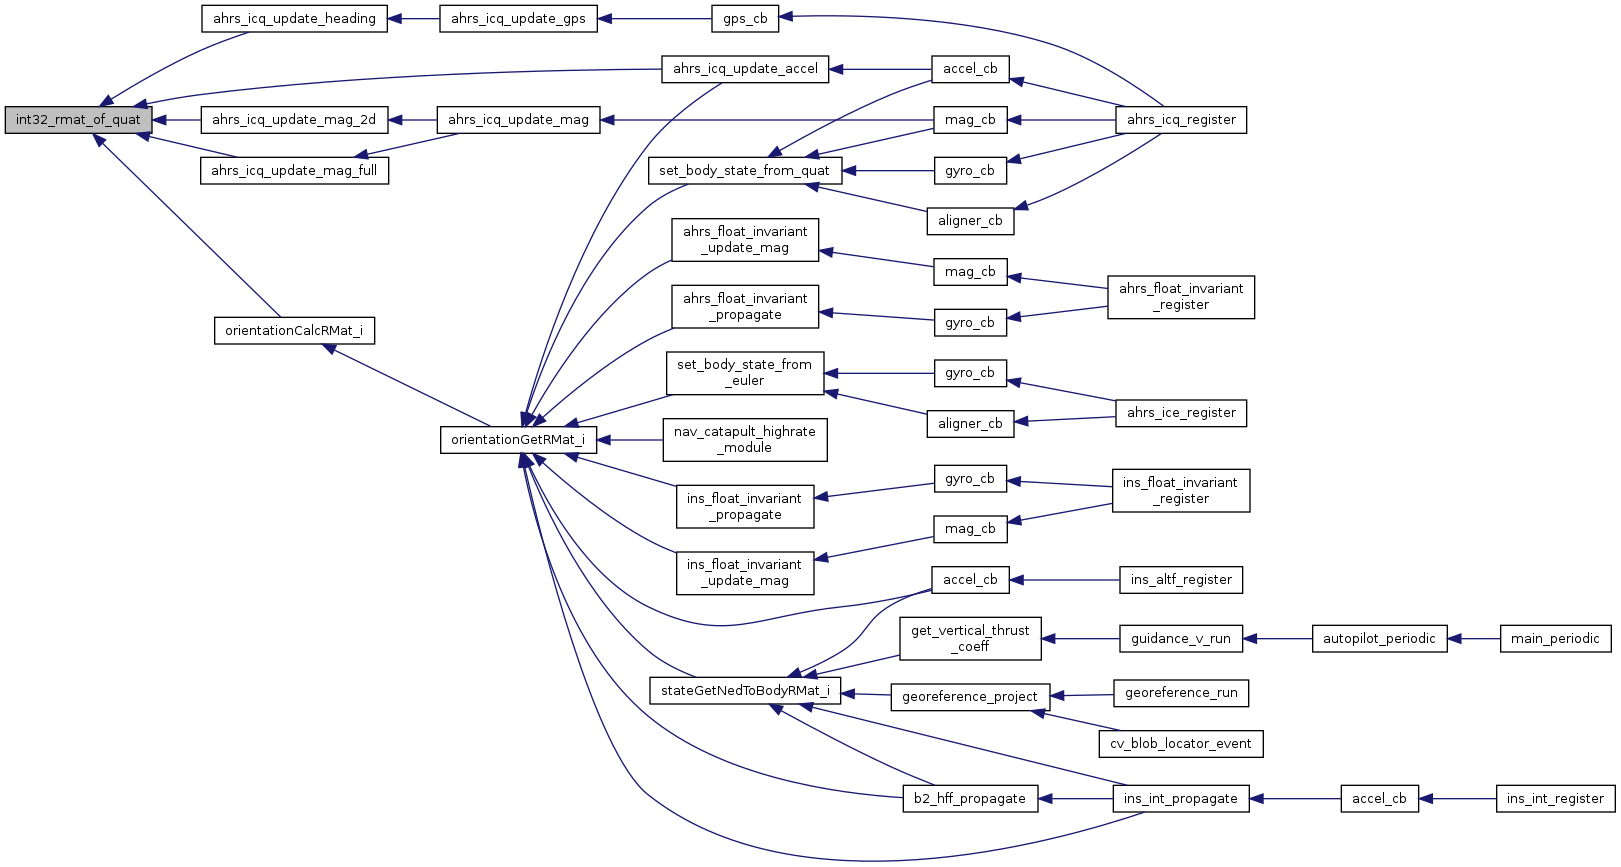 ahrs_icq_update_heading
ahrs_icq_update_gps
gps_cb
ahrs_icq_update_accel
accel_cb
int32_rmat_of_quat
ahrs_icq_update_mag_2d
ahrs_icq_update_mag
mag_cb
ahrs_icq_register
ahrs_icq_update_mag_full
set_body_state_from_quat
gyro_cb
aligner_cb
ahrs_float_invariant
_update_mag
mag_cb
ahrs_float_invariant
_register
ahrs_float_invariant
_propagate
gyro_cb
orientationCalcRMat_i
set_body_state_from
_euler
gyro_cb
aligner_cb
ahrs_ice_register
orientationGetRMat_i
nav_catapult_highrate
_module
ins_float_invariant
_propagate
gyro_cb
ins_float_invariant
_register
mag_cb
ins_float_invariant
_update_mag
accel_cb
ins_altf_register
get_vertical_thrust
_coeff
guidance_v_run
autopilot_periodic
main_periodic
stateGetNedToBodyRMat_i
georeference_project
georeference_run
cv_blob_locator_event
b2_hff_propagate
ins_int_propagate
accel_cb
ins_int_register